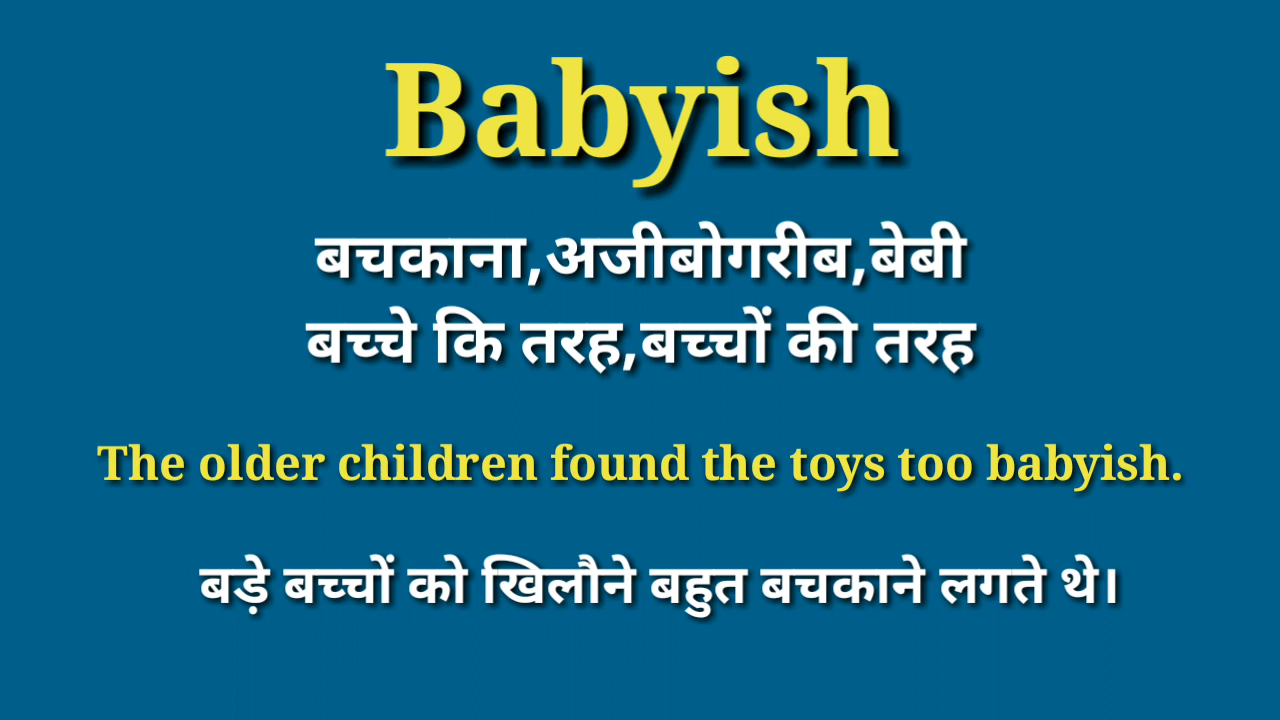 Babyish
बचकाना,अजीबोगरीब,बेबी
बच्चे कि तरह,बच्चों की तरह
The older children found the toys too babyish.
बड़े बच्चों को खिलौने बहुत बचकाने लगते थे।